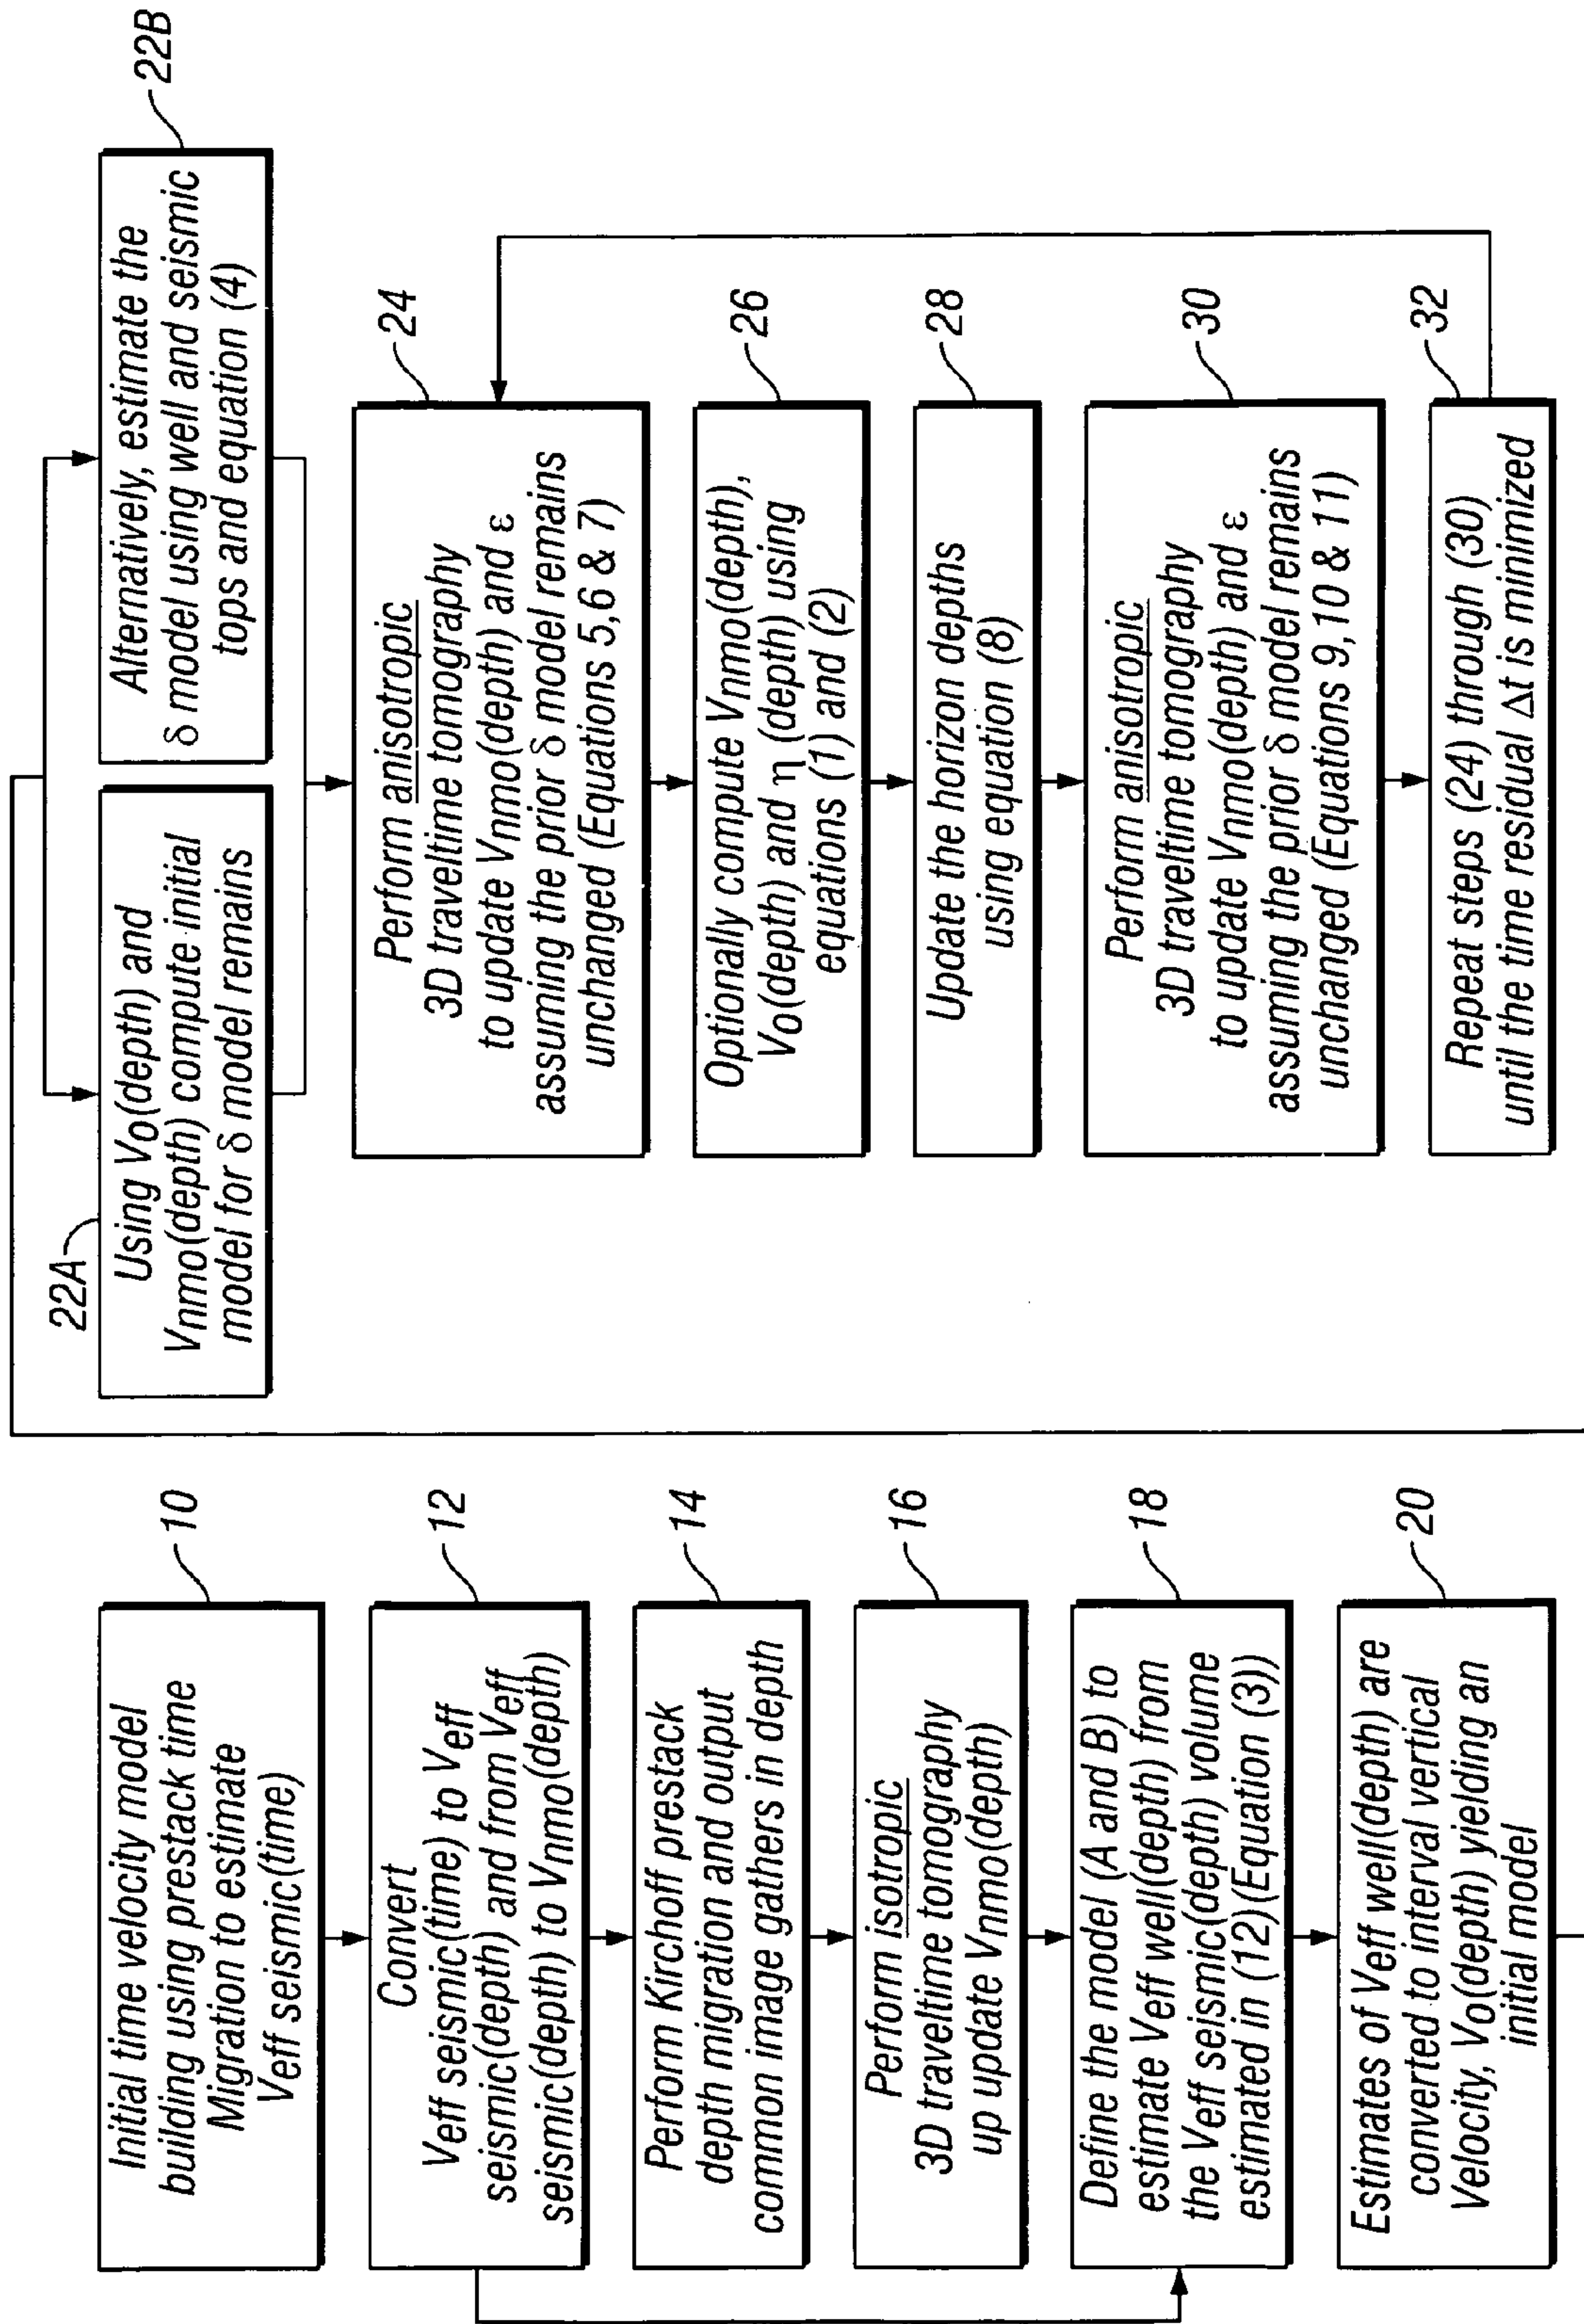 Initial time velocity model
building using prestack time
Migration to estimate
Veff seismic(time)
10
Convert
Veff seismic(time) to Veff
seismic(depth) and from Veff
seismic(depth) to Vnmo(depth)
12
Perform Kirchoff prestack
depth migration and output
common image gathers in depth
14
Perform isotropic
3D traveltime tomography
up update Vnmo(depth)
16
Define the model (A and B) to
estimate Veff well(depth) from
the Veff seismic(depth) volume
estimated in (12)(Equation (3))
18
Estimates of Veff well(depth) are
converted to interval vertical
Velocity, Vo(depth) yielding an
initial model
20
22A
Using Vo(depth) and
Vnmo(depth) compute initial
model for δ model remains
Alternatively, estimate the
δ model using well and seismic
tops and equation (4)
22B
Perform anisotropic
3D traveltime tomography
to update Vnmo(depth) and ε
assuming the prior δ model remains
unchanged (Equations 5,6 & 7)
24
Optionally compute Vnmo(depth),
Vo(depth) and η (depth) using
equations (1) and (2)
26
Update the horizon depths
using equation (8)
28
Perform anisotropic
3D traveltime tomography
to update Vnmo(depth) and ε
assuming the prior δ model remains
unchanged (Equations 9,10 & 11)
30
Repeat steps (24) through (30)
until the time residual Δt is minimized
32